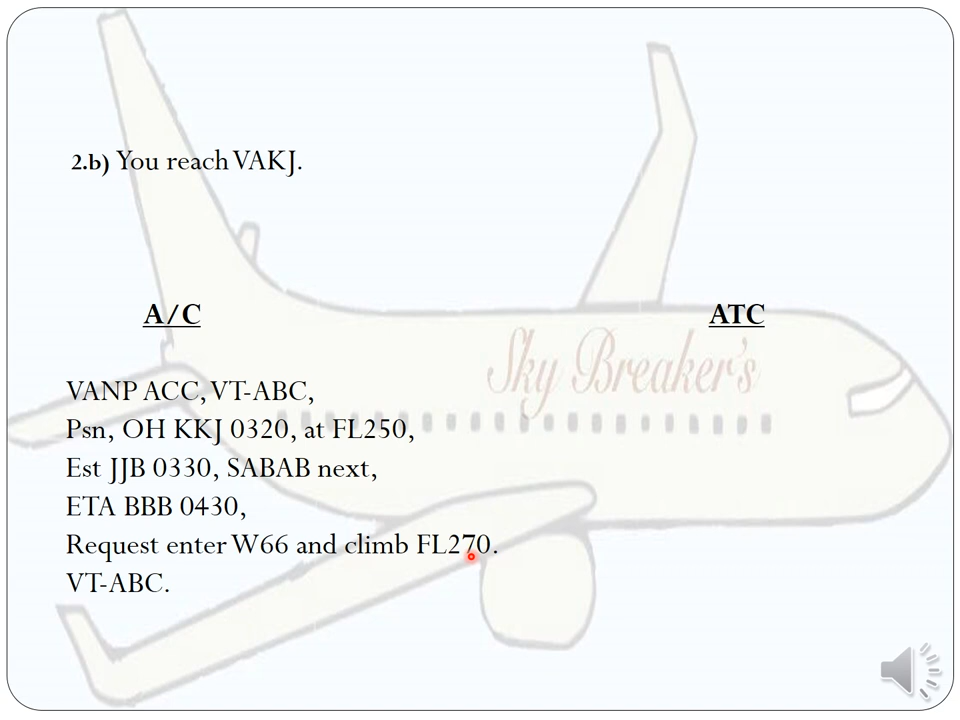 2.b) You reach VAKJ.
A/C
ATC
Sky Breaker's
VANP ACC, VT-ABC,
Psn, OH KKJ 0320, at FL250,
Est JJB 0330, SABAB next,
ETA BBB 0430,
Request enter W66 and climb FL270.
VT-ABC.